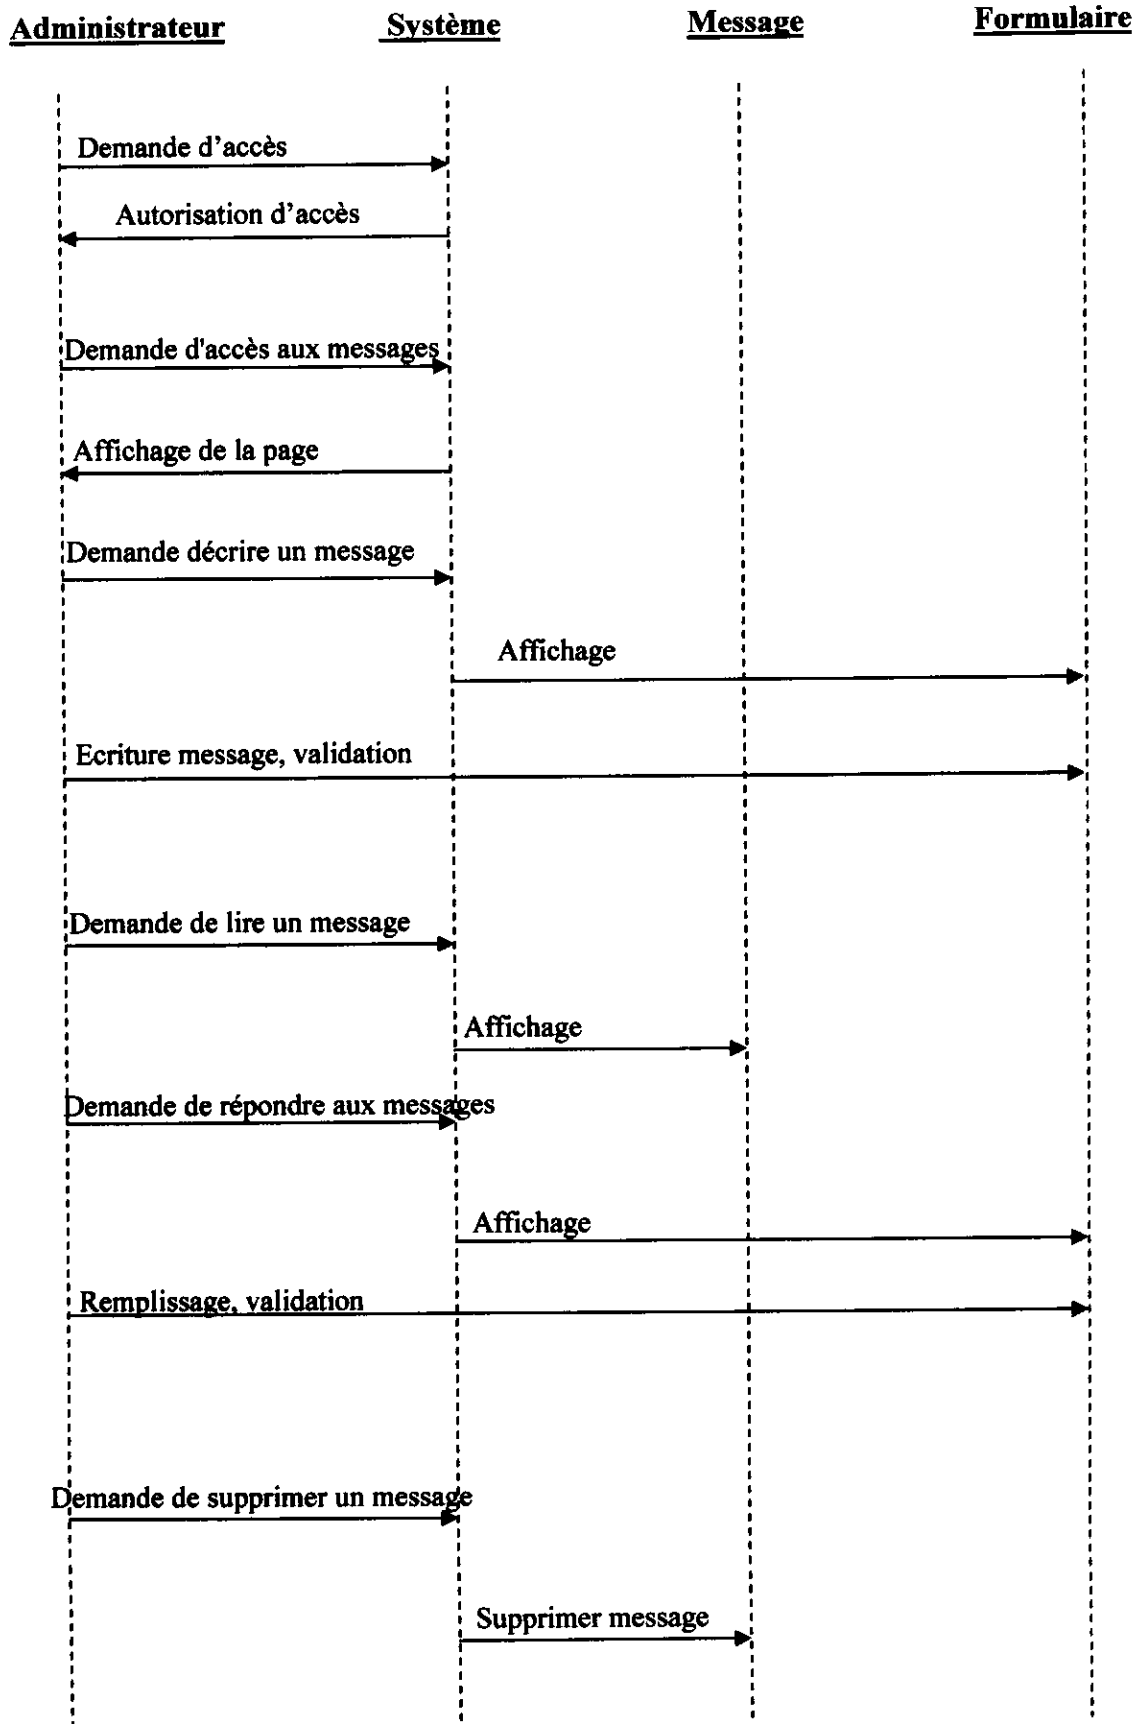 Administrateur Système Message Formulaire
Demande d'accès
Autorisation d'accès
Demande d'accès aux messages
Affichage de la page
Demande décrire un message
Affichage
Ecriture message, validation
Demande de lire un message
Affichage
Demande de répondre aux messages
Affichage
Remplissage, validation
Demande de supprimer un message
Supprimer message